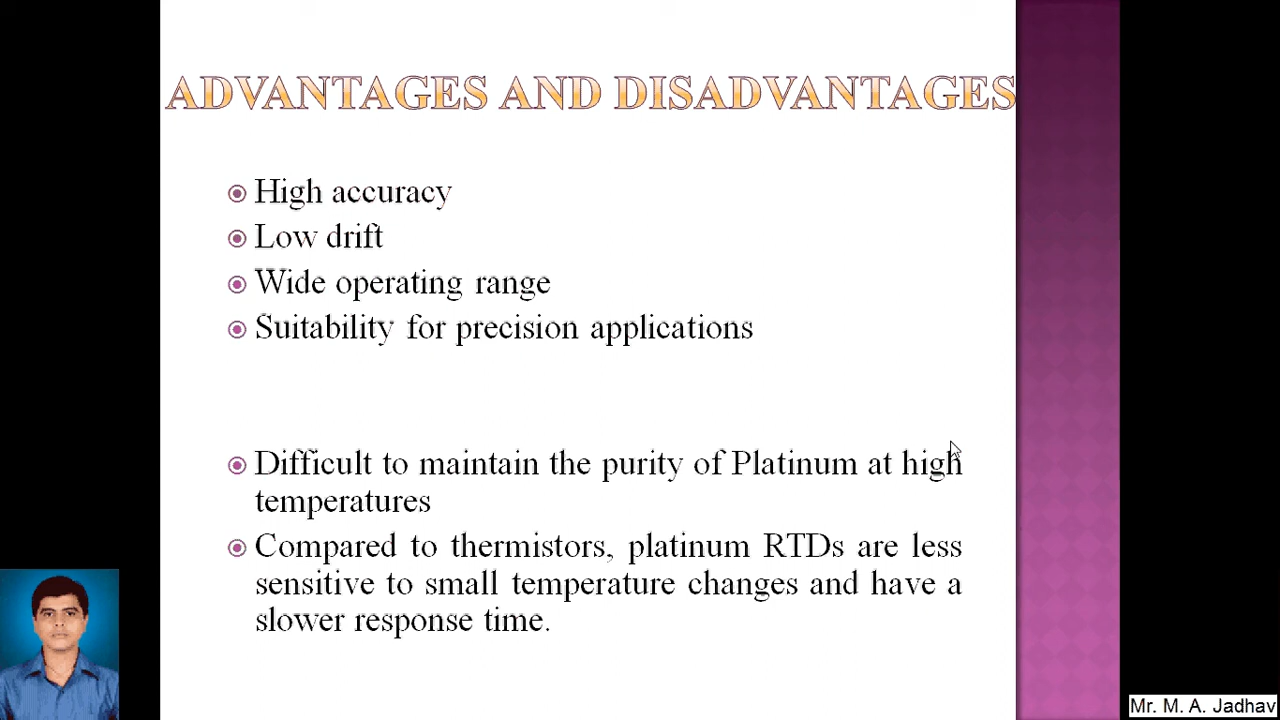 ADVANTAGES AND DISADVANTAGES
High accuracy
Low drift
Wide operating range
Suitability for precision applications
Difficult to maintain the purity of Platinum at high
temperatures
Compared to thermistors, platinum RTDs are less
sensitive to small temperature changes and have a
slower response time.
Mr. M. A. Jadhav